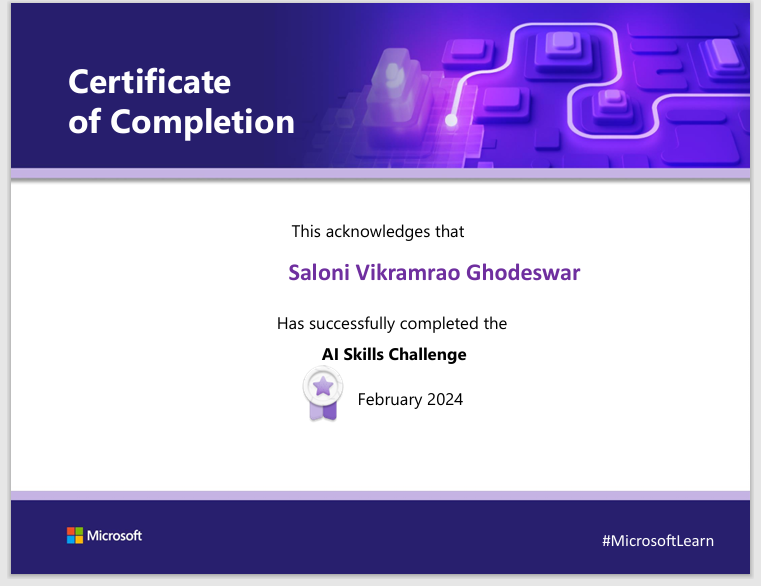 Certificate
of Completion
This acknowledges that
Saloni Vikramrao Ghodeswar
Has successfully completed the
AI Skills Challenge
February 2024
Microsoft
#MicrosoftLearn